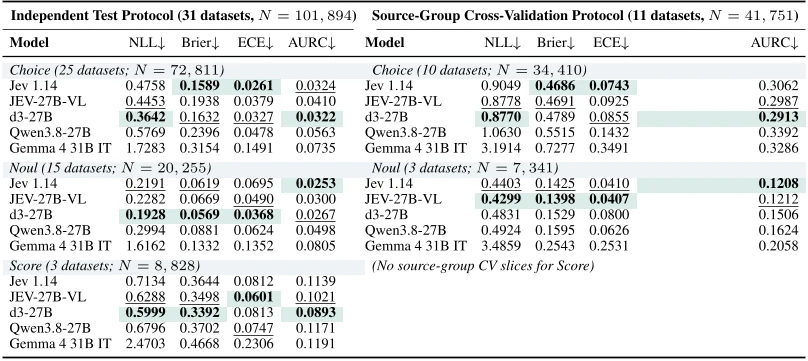 Independent Test Protocol (31 datasets, N = 101, 894) Source-Group Cross-Validation Protocol (11 datasets, N = 41, 751)
Model NLL↓ Brier↓ ECE↓ AURC↓ Model NLL↓ Brier↓ ECE↓ AURC↓
Choice (25 datasets; N = 72, 811) Choice (10 datasets; N = 34, 410)
Jev 1.14 0.4758 0.1589 0.0261 0.0324 Jev 1.14 0.9049 0.4686 0.0743 0.3062
JEV-27B-VL 0.4453 0.1938 0.0379 0.0410 JEV-27B-VL 0.8778 0.4691 0.0925 0.2987
d3-27B 0.3642 0.1632 0.0327 0.0322 d3-27B 0.8770 0.4789 0.0855 0.2913
Qwen3.8-27B 0.5769 0.2396 0.0478 0.0563 Qwen3.8-27B 1.0630 0.5515 0.1432 0.3392
Gemma 4 31B IT 1.7283 0.3154 0.1491 0.0735 Gemma 4 31B IT 3.1914 0.7277 0.3491 0.3286
Noul (15 datasets; N = 20, 255) Noul (3 datasets; N = 7, 341)
Jev 1.14 0.2191 0.0619 0.0695 0.0253 Jev 1.14 0.4403 0.1425 0.0410 0.1208
JEV-27B-VL 0.2282 0.0669 0.0490 0.0300 JEV-27B-VL 0.4299 0.1398 0.0407 0.1212
d3-27B 0.1928 0.0569 0.0368 0.0267 d3-27B 0.4831 0.1529 0.0800 0.1506
Qwen3.8-27B 0.2994 0.0881 0.0624 0.0498 Qwen3.8-27B 0.4924 0.1595 0.0626 0.1624
Gemma 4 31B IT 1.6162 0.1332 0.1352 0.0805 Gemma 4 31B IT 3.4859 0.2543 0.2531 0.2058
Score (3 datasets; N = 8, 828) (No source-group CV slices for Score)
Jev 1.14 0.7134 0.3644 0.0812 0.1139
JEV-27B-VL 0.6288 0.3498 0.0601 0.1021
d3-27B 0.5999 0.3392 0.0813 0.0893
Qwen3.8-27B 0.6796 0.3702 0.0747 0.1171
Gemma 4 31B IT 2.4703 0.4668 0.2306 0.1191